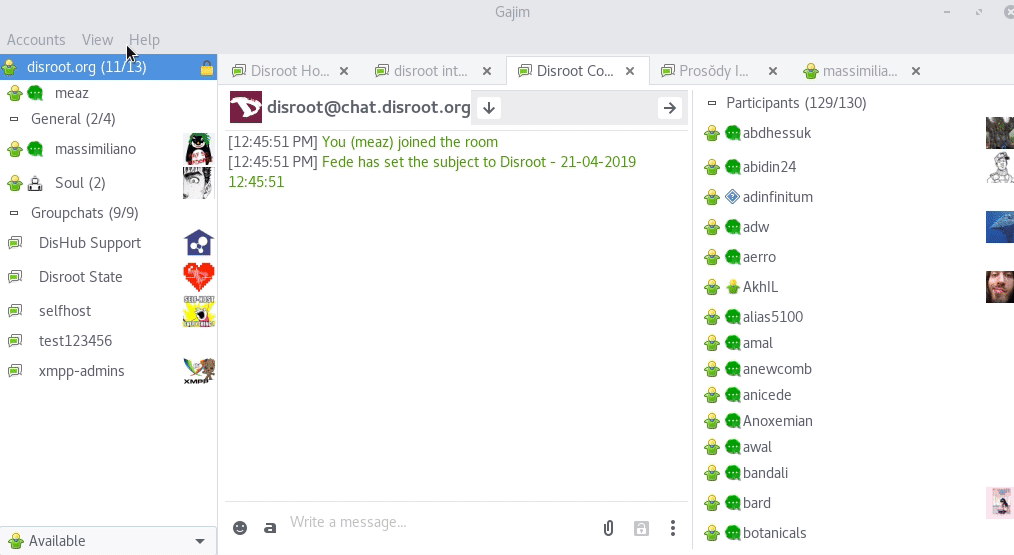 Gajim
Accounts View Help
disroot.org (11/13)
meaz
General (2/4)
massimiliano
Soul (2)
Groupchats (9/9)
DisHub Support
Disroot State
selfhost
test123456
xmpp-admins
XMPP
Available
Disroot Ho... disroot int... Disroot Co... Prosŏdy I... massimilia...
disroot@chat.disroot.org
[12:45:51 PM] You (meaz) joined the room
[12:45:51 PM] Fede has set the subject to Disroot - 21-04-2019
12:45:51
Write a message...
Participants (129/130)
abdhessuk
abidin24
adinfinitum
adw
aerro
AkhIL
alias5100
amal
anewcomb
anicede
Anoxemian
awal
bandali
bard
botanicals